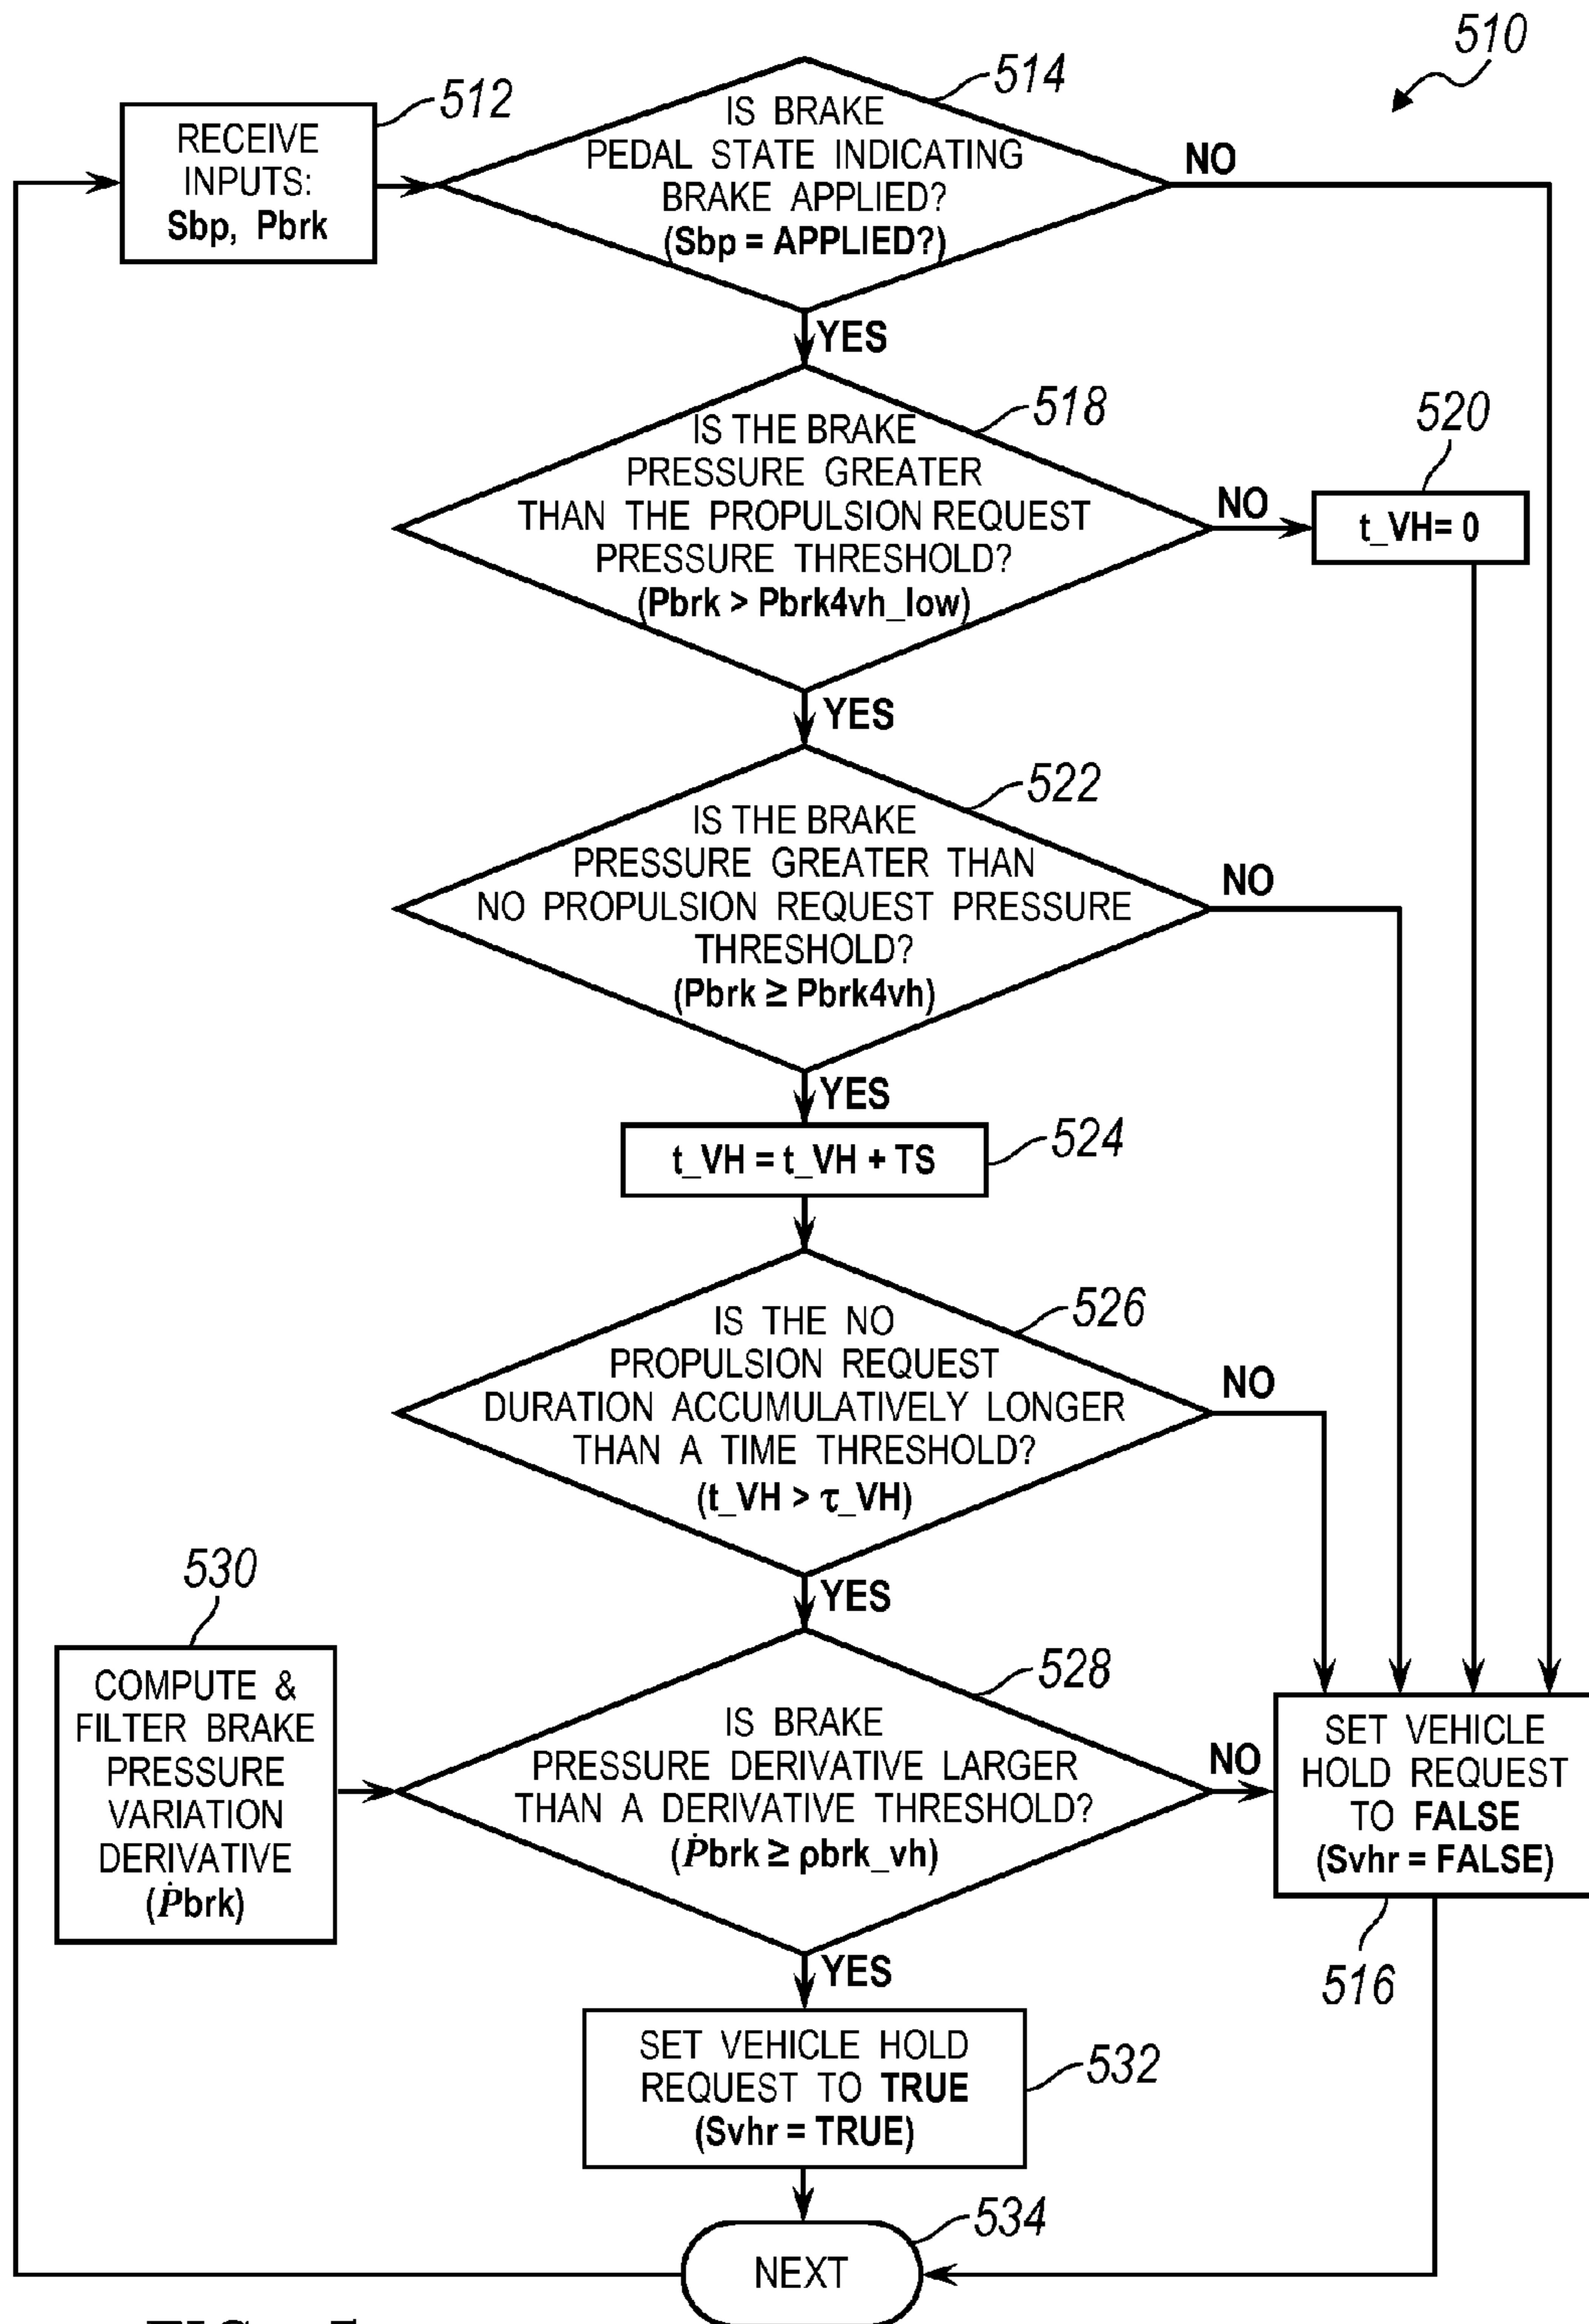 510
512
RECEIVE
INPUTS:
Sbp, Pbrk
514
IS BRAKE
PEDAL STATE INDICATING
BRAKE APPLIED?
(Sbp = APPLIED?)
NO
YES
518
IS THE BRAKE
PRESSURE GREATER
THAN THE PROPULSION REQUEST
PRESSURE THRESHOLD?
(Pbrk > Pbrk4vh_low)
NO
520
t_VH= 0
YES
522
IS THE BRAKE
PRESSURE GREATER THAN
NO PROPULSION REQUEST PRESSURE
THRESHOLD?
(Pbrk ≥ Pbrk4vh)
NO
YES
t_VH = t_VH + TS
524
526
IS THE NO
PROPULSION REQUEST
DURATION ACCUMULATIVELY LONGER
THAN A TIME THRESHOLD?
(t_VH > τ_VH)
NO
YES
530
COMPUTE &
FILTER BRAKE
PRESSURE
VARIATION
DERIVATIVE
(Ṗbrk)
528
IS BRAKE
PRESSURE DERIVATIVE LARGER
THAN A DERIVATIVE THRESHOLD?
(Ṗbrk ≥ ρbrk_vh)
NO
SET VEHICLE
HOLD REQUEST
TO FALSE
(Svhr = FALSE)
516
YES
SET VEHICLE HOLD
REQUEST TO TRUE
(Svhr = TRUE)
532
534
NEXT